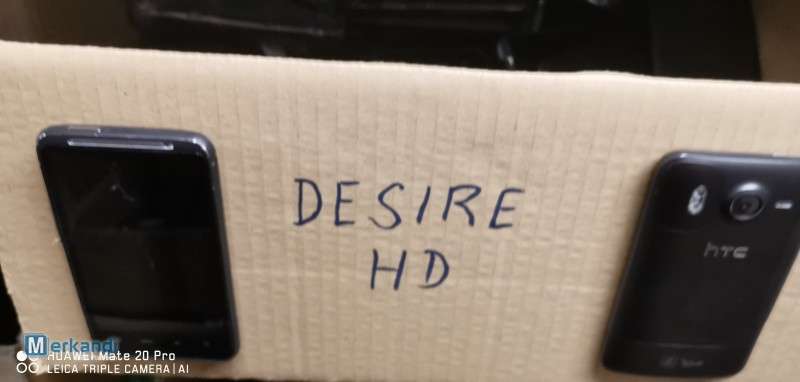 DESIRE
HD
hTC
Merkandi
HUAWEI Mate 20 Pro
LEICA TRIPLE CAMERA | AI